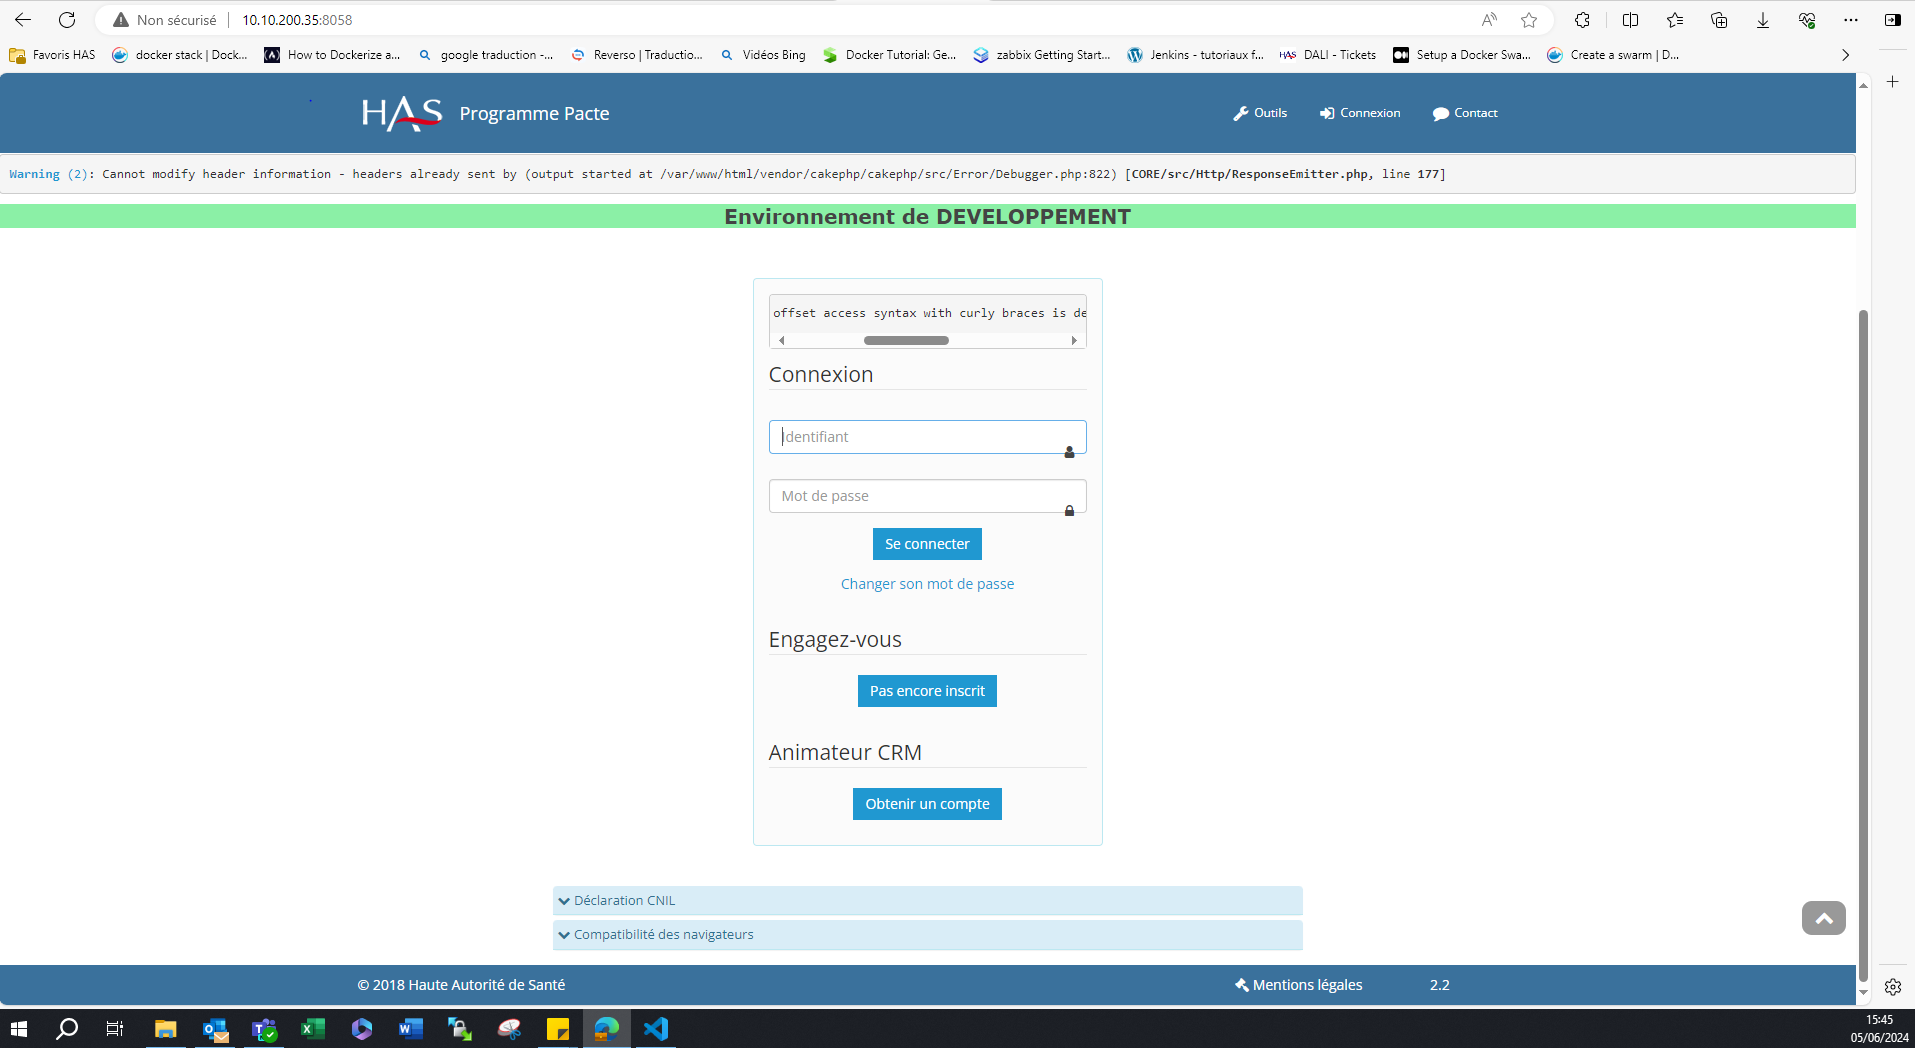 Non sécurisé
10.10.200.35:8058
Favoris HAS
docker stack | Dock...
How to Dockerize a...
google traduction -...
Reverso | Traductio...
Vidéos Bing
Docker Tutorial: Ge...
zabbix Getting Start...
Jenkins - tutoriaux f...
HAS DALI - Tickets
Setup a Docker Swa...
Create a swarm | D...
HAS Programme Pacte
Outils
Connexion
Contact
Warning (2): Cannot modify header information - headers already sent by (output started at /var/www/html/vendor/cakephp/cakephp/src/Error/Debugger.php:822) [CORE/src/Http/ResponseEmitter.php, line 177]
Environnement de DEVELOPPEMENT
offset access syntax with curly braces is de
Connexion
Identifiant
Mot de passe
Se connecter
Changer son mot de passe
Engagez-vous
Pas encore inscrit
Animateur CRM
Obtenir un compte
Déclaration CNIL
Compatibilité des navigateurs
© 2018 Haute Autorité de Santé
Mentions légales
2.2
15:45
05/06/2024